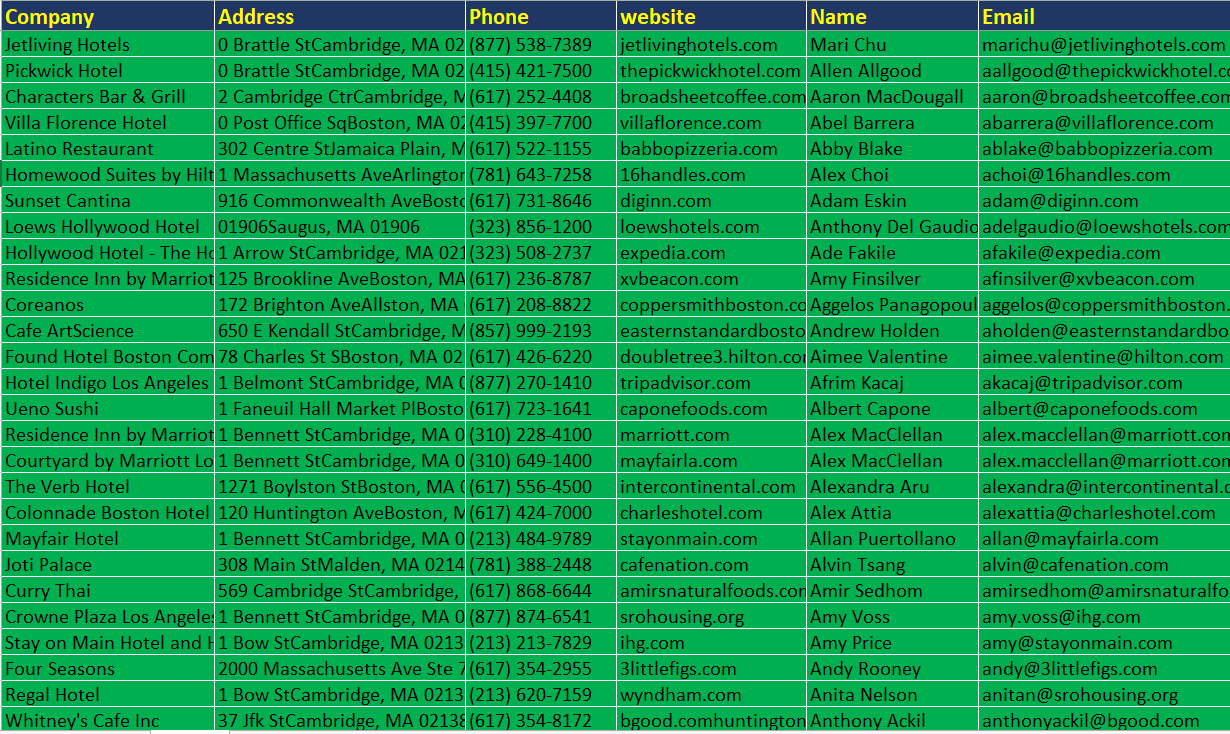 Company Address Phone website Name Email
Jetliving Hotels 0 Brattle StCambridge, MA 02 (877) 538-7389 jetlivinghotels.com Mari Chu marichu@jetlivinghotels.com
Pickwick Hotel 0 Brattle StCambridge, MA 02 (415) 421-7500 thepickwickhotel.com Allen Allgood aallgood@thepickwickhotel.co
Characters Bar & Grill 2 Cambridge CtrCambridge, M (617) 252-4408 broadsheetcoffee.com Aaron MacDougall aaron@broadsheetcoffee.com
Villa Florence Hotel 0 Post Office SqBoston, MA 02 (415) 397-7700 villaflorence.com Abel Barrera abarrera@villaflorence.com
Latino Restaurant 302 Centre StJamaica Plain, M (617) 522-1155 babbopizzeria.com Abby Blake ablake@babbopizzeria.com
Homewood Suites by Hilt 1 Massachusetts AveArlington (781) 643-7258 16handles.com Alex Choi achoi@16handles.com
Sunset Cantina 916 Commonwealth AveBosto (617) 731-8646 diginn.com Adam Eskin adam@diginn.com
Loews Hollywood Hotel 01906Saugus, MA 01906 (323) 856-1200 loewshotels.com Anthony Del Gaudio adelgaudio@loewshotels.com
Hollywood Hotel - The Ho 1 Arrow StCambridge, MA 021 (323) 508-2737 expedia.com Ade Fakile afakile@expedia.com
Residence Inn by Marriot 125 Brookline AveBoston, MA (617) 236-8787 xvbeacon.com Amy Finsilver afinsilver@xvbeacon.com
Coreanos 172 Brighton AveAllston, MA (617) 208-8822 coppersmithboston.co Aggelos Panagopoul aggelos@coppersmithboston.
Cafe ArtScience 650 E Kendall StCambridge, M (857) 999-2193 easternstandardbosto Andrew Holden aholden@easternstandardbo
Found Hotel Boston Com 78 Charles St SBoston, MA 02 (617) 426-6220 doubletree3.hilton.com Aimee Valentine aimee.valentine@hilton.com
Hotel Indigo Los Angeles 1 Belmont StCambridge, MA 0 (877) 270-1410 tripadvisor.com Afrim Kacaj akacaj@tripadvisor.com
Ueno Sushi 1 Faneuil Hall Market PlBosto (617) 723-1641 caponefoods.com Albert Capone albert@caponefoods.com
Residence Inn by Marriot 1 Bennett StCambridge, MA 0 (310) 228-4100 marriott.com Alex MacClellan alex.macclellan@marriott.com
Courtyard by Marriott Lo 1 Bennett StCambridge, MA 0 (310) 649-1400 mayfairla.com Alex MacClellan alex.macclellan@marriott.com
The Verb Hotel 1271 Boylston StBoston, MA 0 (617) 556-4500 intercontinental.com Alexandra Aru alexandra@intercontinental.c
Colonnade Boston Hotel 120 Huntington AveBoston, M (617) 424-7000 charleshotel.com Alex Attia alexattia@charleshotel.com
Mayfair Hotel 1 Bennett StCambridge, MA 0 (213) 484-9789 stayonmain.com Allan Puertollano allan@mayfairla.com
Joti Palace 308 Main StMalden, MA 0214 (781) 388-2448 cafenation.com Alvin Tsang alvin@cafenation.com
Curry Thai 569 Cambridge StCambridge, (617) 868-6644 amirsnaturalfoods.com Amir Sedhom amirsedhom@amirsnaturalfo
Crowne Plaza Los Angeles 1 Bennett StCambridge, MA 0 (877) 874-6541 srohousing.org Amy Voss amy.voss@ihg.com
Stay on Main Hotel and H 1 Bow StCambridge, MA 0213 (213) 213-7829 ihg.com Amy Price amy@stayonmain.com
Four Seasons 2000 Massachusetts Ave Ste 7 (617) 354-2955 3littlefigs.com Andy Rooney andy@3littlefigs.com
Regal Hotel 1 Bow StCambridge, MA 0213 (213) 620-7159 wyndham.com Anita Nelson anitan@srohousing.org
Whitney's Cafe Inc 37 Jfk StCambridge, MA 02138 (617) 354-8172 bgood.comhuntington Anthony Ackil anthonyackil@bgood.com